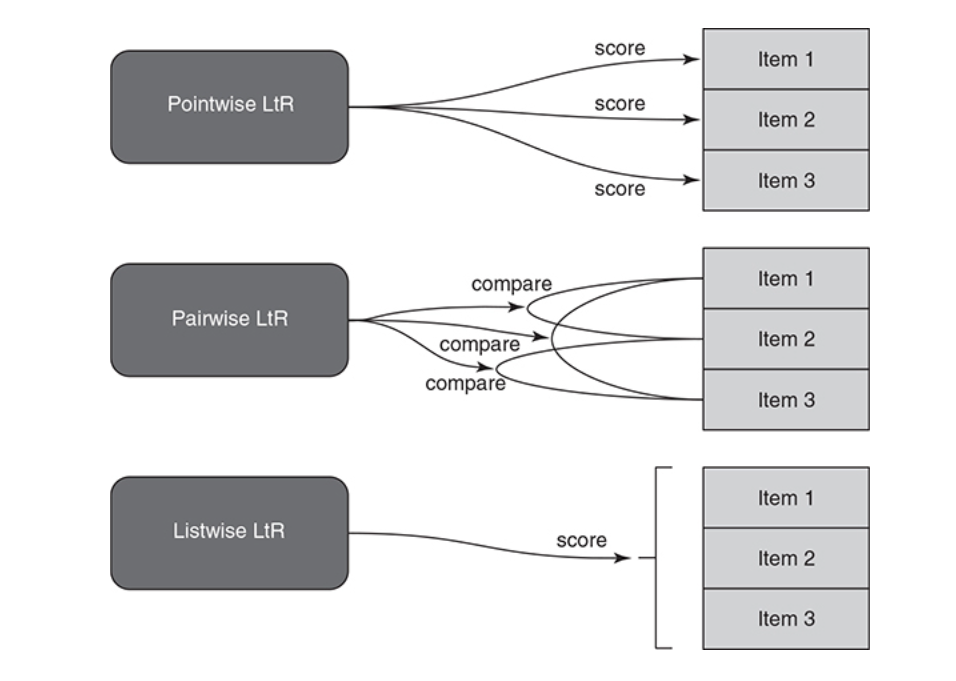 Pointwise LtR
score
score
score
Item 1
Item 2
Item 3
Pairwise LtR
compare
compare
compare
Item 1
Item 2
Item 3
Listwise LtR
score
Item 1
Item 2
Item 3